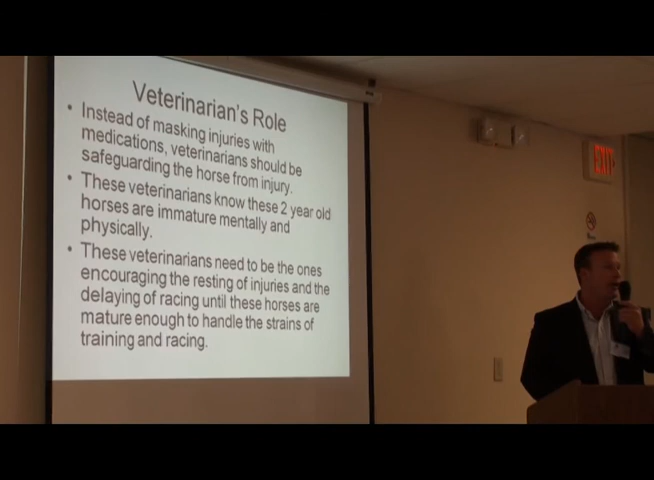 Veterinarian's Role
• Instead of masking injuries with
medications, veterinarians should be
safeguarding the horse from injury.
• These veterinarians know these 2 year old
horses are immature mentally and
physically.
• These veterinarians need to be the ones
encouraging the resting of injuries and the
delaying of racing until these horses are
mature enough to handle the strains of
training and racing.
EXIT